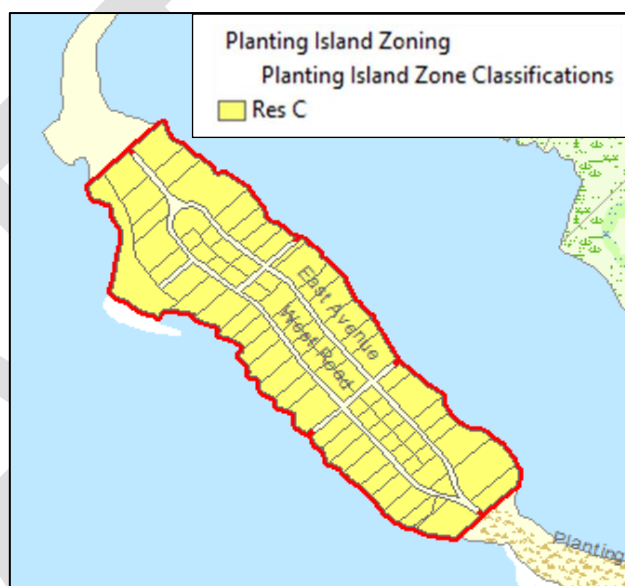 Planting Island Zoning
Planting Island Zone Classifications
Res C
East Avenue
West Road
Planting